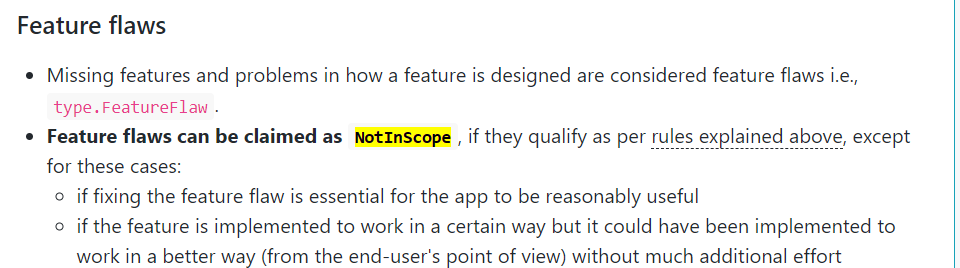 Feature flaws
• Missing features and problems in how a feature is designed are considered feature flaws i.e.,
type.FeatureFlaw .
• Feature flaws can be claimed as NotInScope , if they qualify as per rules explained above, except
for these cases:
○ if fixing the feature flaw is essential for the app to be reasonably useful
○ if the feature is implemented to work in a certain way but it could have been implemented to
work in a better way (from the end-user's point of view) without much additional effort